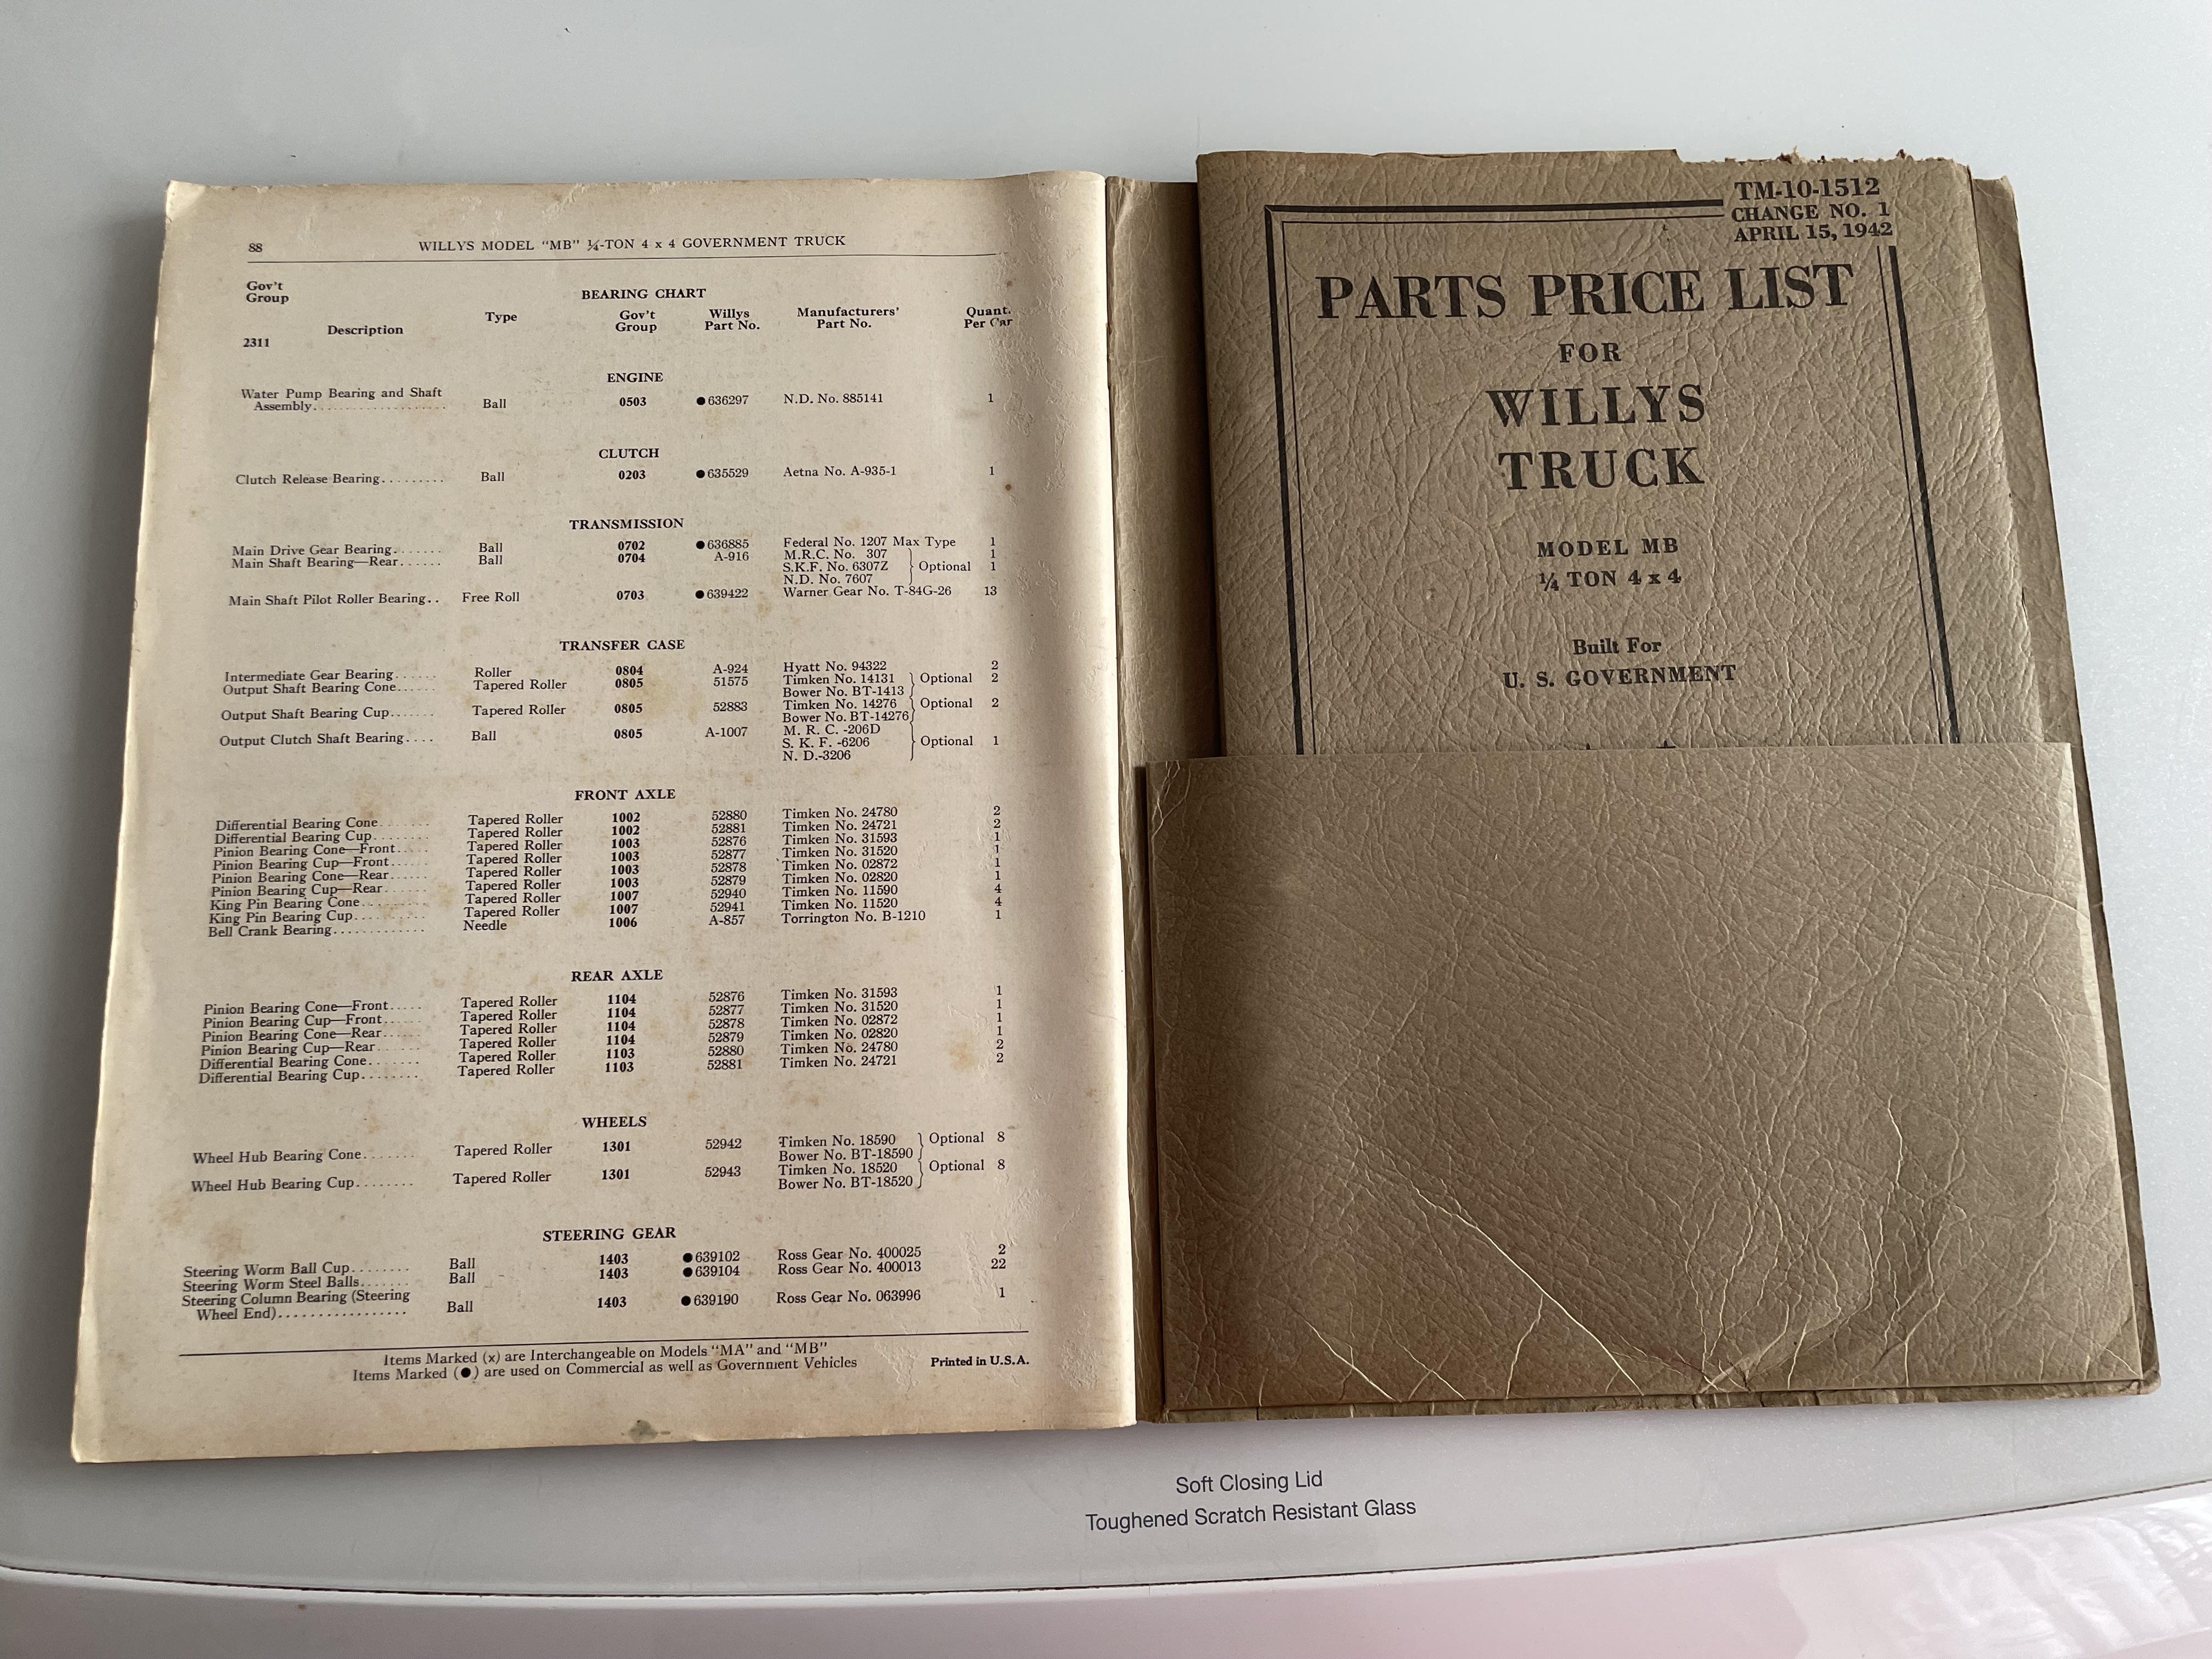 88 WILLYS MODEL "MB" ¼-TON 4 x 4 GOVERNMENT TRUCK
Gov't
Group
BEARING CHART
Description Type Gov't Group Willys Part No. Manufacturers' Part No. Quant. Per Car
2311
ENGINE
Water Pump Bearing and Shaft
Assembly.................... Ball 0503 ●636297 N.D. No. 885141 1
CLUTCH
Clutch Release Bearing......... Ball 0203 ●635529 Aetna No. A-935-1 1
TRANSMISSION
Main Drive Gear Bearing....... Ball 0702 ●636885 Federal No. 1207 Max Type 1
Main Shaft Bearing—Rear...... Ball 0704 A-916 M.R.C. No. 307 1
S.K.F. No. 6307Z } Optional 1
N.D. No. 7607
Main Shaft Pilot Roller Bearing.. Free Roll 0703 ●639422 Warner Gear No. T-84G-26 13
TRANSFER CASE
Intermediate Gear Bearing...... Roller 0804 A-924 Hyatt No. 94322 2
Output Shaft Bearing Cone...... Tapered Roller 0805 51575 Timken No. 14131 } Optional 2
Bower No. BT-1413
Output Shaft Bearing Cup....... Tapered Roller 0805 52883 Timken No. 14276 } Optional 2
Bower No. BT-14276
Output Clutch Shaft Bearing.... Ball 0805 A-1007 M. R. C. -206D
S. K. F. -6206 } Optional 1
N. D.-3206
FRONT AXLE
Differential Bearing Cone....... Tapered Roller 1002 52880 Timken No. 24780 2
Differential Bearing Cup........ Tapered Roller 1002 52881 Timken No. 24721 2
Pinion Bearing Cone—Front..... Tapered Roller 1003 52876 Timken No. 31593 1
Pinion Bearing Cup—Front...... Tapered Roller 1003 52877 Timken No. 31520 1
Pinion Bearing Cone—Rear...... Tapered Roller 1003 52878 Timken No. 02872 1
Pinion Bearing Cup—Rear...... Tapered Roller 1003 52879 Timken No. 02820 1
King Pin Bearing Cone......... Tapered Roller 1007 52940 Timken No. 11590 4
King Pin Bearing Cup.......... Tapered Roller 1007 52941 Timken No. 11520 4
Bell Crank Bearing............. Needle 1006 A-857 Torrington No. B-1210 1
REAR AXLE
Pinion Bearing Cone—Front..... Tapered Roller 1104 52876 Timken No. 31593 1
Pinion Bearing Cup—Front...... Tapered Roller 1104 52877 Timken No. 31520 1
Pinion Bearing Cone—Rear...... Tapered Roller 1104 52878 Timken No. 02872 1
Pinion Bearing Cup—Rear...... Tapered Roller 1104 52879 Timken No. 02820 1
Differential Bearing Cone........ Tapered Roller 1103 52880 Timken No. 24780 2
Differential Bearing Cup........ Tapered Roller 1103 52881 Timken No. 24721 2
WHEELS
Wheel Hub Bearing Cone....... Tapered Roller 1301 52942 Timken No. 18590 } Optional 8
Bower No. BT-18590
Wheel Hub Bearing Cup........ Tapered Roller 1301 52943 Timken No. 18520 } Optional 8
Bower No. BT-18520
STEERING GEAR
Steering Worm Ball Cup........ Ball 1403 ●639102 Ross Gear No. 400025 2
Steering Worm Steel Balls....... Ball 1403 ●639104 Ross Gear No. 400013 22
Steering Column Bearing (Steering
Wheel End)................ Ball 1403 ●639190 Ross Gear No. 063996 1
Items Marked (x) are Interchangeable on Models "MA" and "MB"
Items Marked (●) are used on Commercial as well as Government Vehicles Printed in U.S.A.
TM-10-1512
CHANGE NO. 1
APRIL 15, 1942
PARTS PRICE LIST
FOR
WILLYS
TRUCK
MODEL MB
¼ TON 4 x 4
Built For
U. S. GOVERNMENT
Soft Closing Lid
Toughened Scratch Resistant Glass